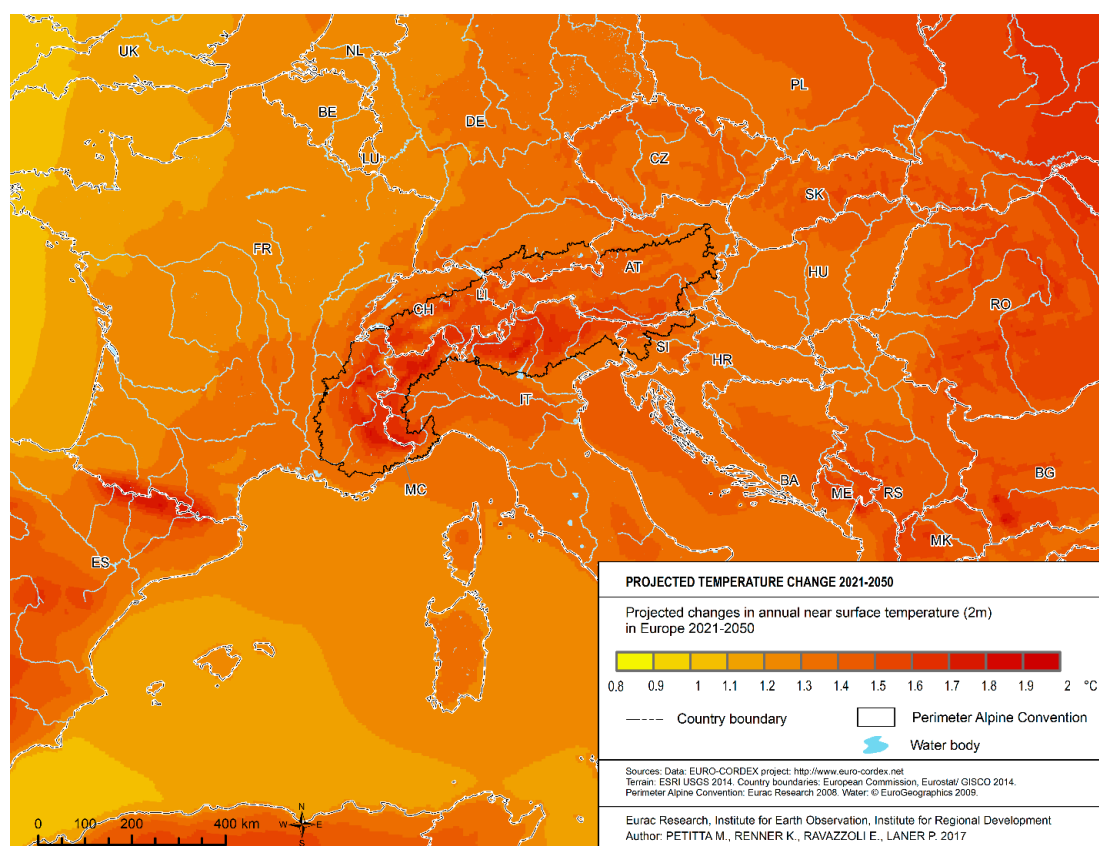 UK
NL
PL
BE
DE
LU
CZ
SK
FR
AT
HU
LI
CH
RO
SI
HR
IT
BG
BA
ME
RS
MC
MK
ES
PROJECTED TEMPERATURE CHANGE 2021-2050
Projected changes in annual near surface temperature (2m)
in Europe 2021-2050
0.8 0.9 1 1.1 1.2 1.3 1.4 1.5 1.6 1.7 1.8 1.9 2 °C
Country boundary
Perimeter Alpine Convention
Water body
Sources: Data: EURO-CORDEX project: http://www.euro-cordex.net
Terrain: ESRI USGS 2014. Country boundaries: European Commission, Eurostat/ GISCO 2014.
Perimeter Alpine Convention: Eurac Research 2008. Water: © EuroGeographics 2009.
Eurac Research, Institute for Earth Observation, Institute for Regional Development
Author: PETITTA M., RENNER K., RAVAZZOLI E., LANER P. 2017
0 100 200 400 km
N
W E
S